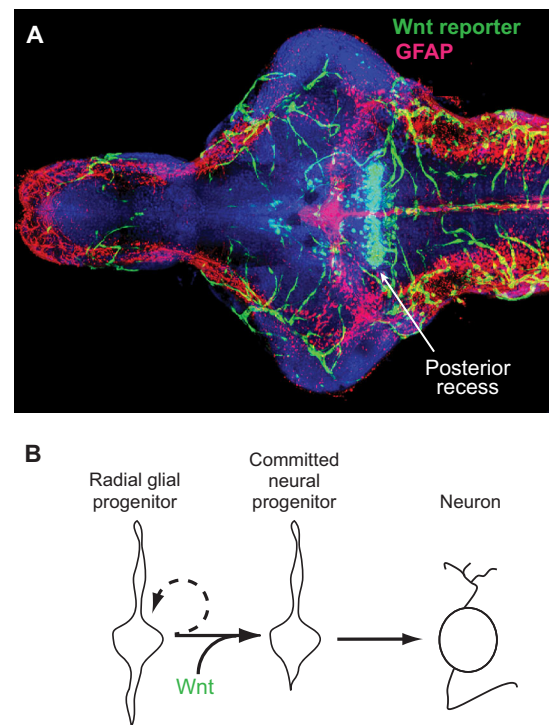 A
Wnt reporter
GFAP
Posterior
recess
B
Radial glial
progenitor
Committed
neural
progenitor
Neuron
Wnt